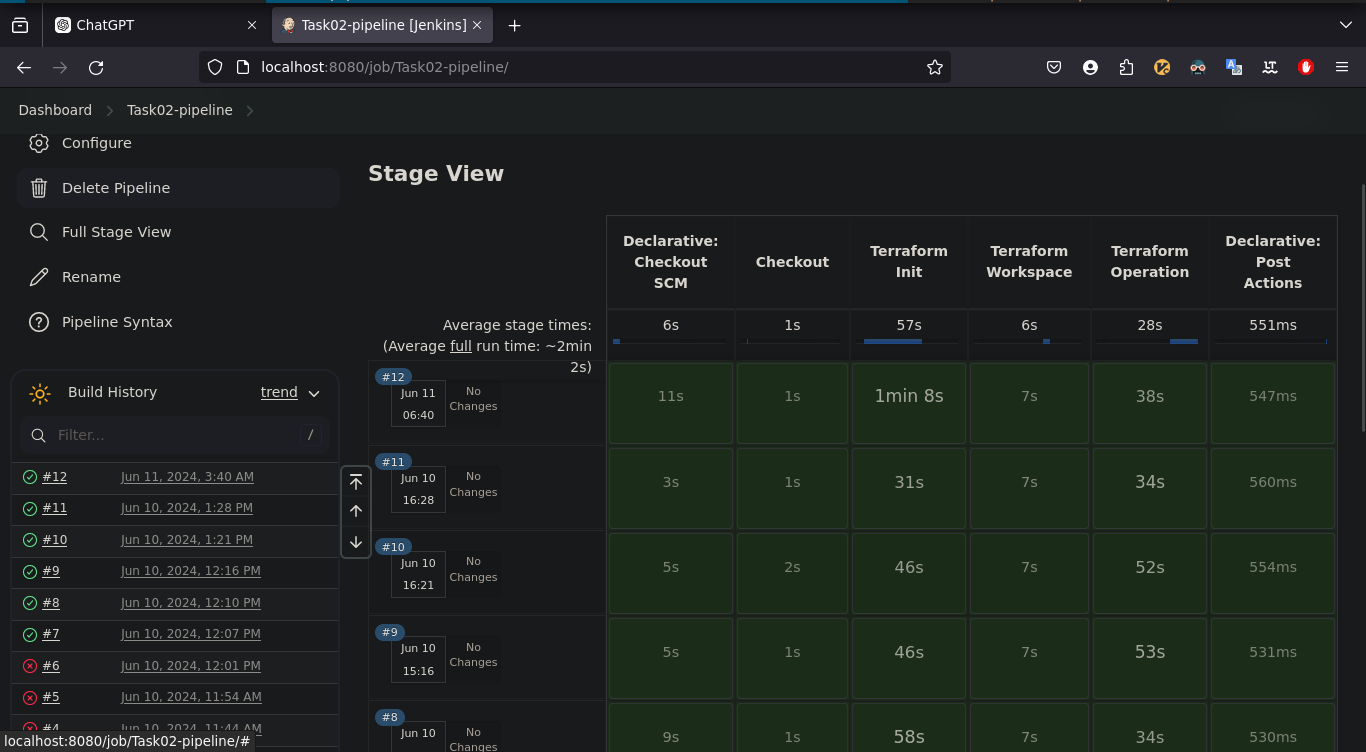 ChatGPT
Task02-pipeline [Jenkins]
localhost:8080/job/Task02-pipeline/
Dashboard
Task02-pipeline
Configure
Delete Pipeline
Full Stage View
Rename
Pipeline Syntax
Build History
trend
Filter...
/
#12 Jun 11, 2024, 3:40 AM
#11 Jun 10, 2024, 1:28 PM
#10 Jun 10, 2024, 1:21 PM
#9 Jun 10, 2024, 12:16 PM
#8 Jun 10, 2024, 12:10 PM
#7 Jun 10, 2024, 12:07 PM
#6 Jun 10, 2024, 12:01 PM
#5 Jun 10, 2024, 11:54 AM
#4 Jun 10, 2024, 11:44 AM
localhost:8080/job/Task02-pipeline/#
Stage View
Declarative:
Checkout
SCM
Checkout
Terraform
Init
Terraform
Workspace
Terraform
Operation
Declarative:
Post
Actions
Average stage times:
(Average full run time: ~2min
2s)
6s 1s 57s 6s 28s 551ms
#12
Jun 11
06:40
No
Changes
11s 1s 1min 8s 7s 38s 547ms
#11
Jun 10
16:28
No
Changes
3s 1s 31s 7s 34s 560ms
#10
Jun 10
16:21
No
Changes
5s 2s 46s 7s 52s 554ms
#9
Jun 10
15:16
No
Changes
5s 1s 46s 7s 53s 531ms
#8
Jun 10
No
Changes
9s 1s 58s 7s 34s 530ms